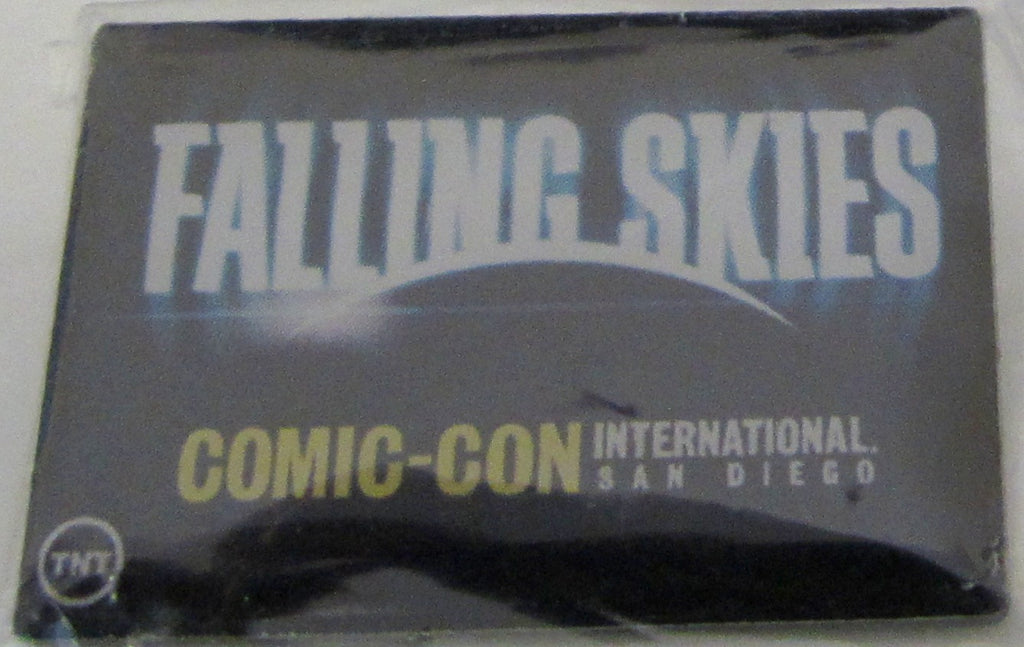 FALLING SKIES
COMIC-CON INTERNATIONAL.
SAN DIEGO
TNT